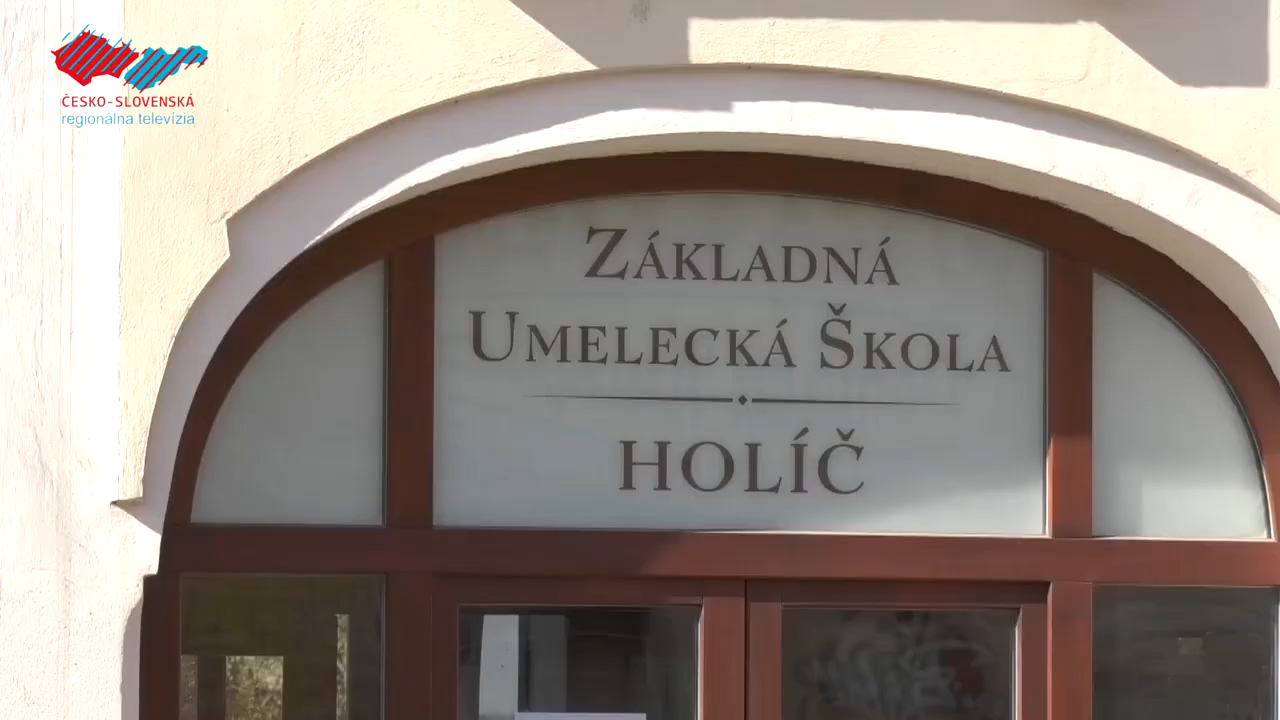 ČESKO-SLOVENSKÁ
regionálna televízia
ZÁKLADNÁ
UMELECKÁ ŠKOLA
HOLÍČ